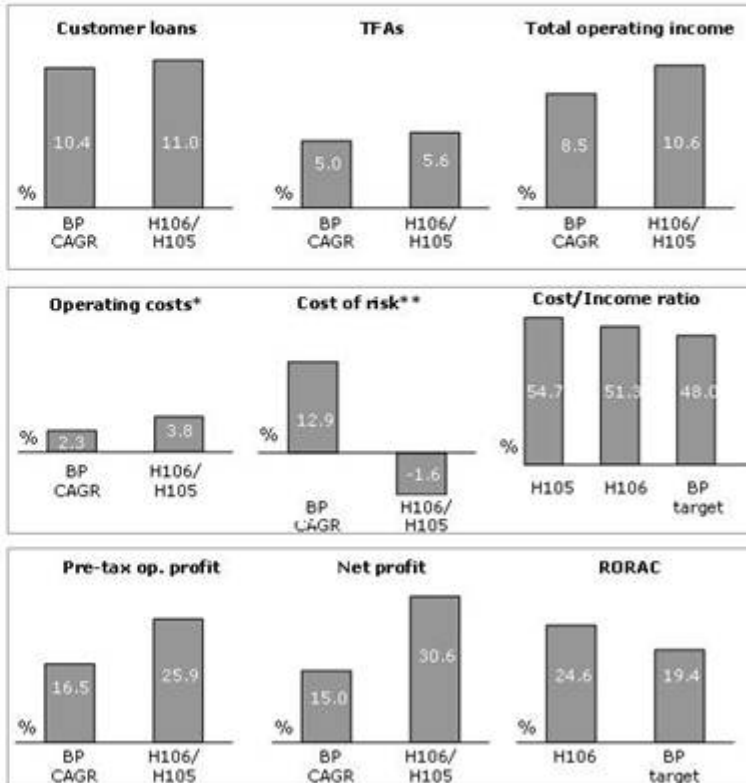 Customer loans
TFAs
Total operating income
10.4
11.0
5.0
5.6
8.5
10.6
%
BP
CAGR
H106/
H105
BP
CAGR
H106/
H105
BP
CAGR
H106/
H105
Operating costs*
Cost of risk**
Cost/Income ratio
2.3
3.8
12.9
-1.6
54.7
51.3
48.0
%
%
%
BP
CAGR
H106/
H105
BP
CAGR
H106/
H105
H105
H106
BP
target
Pre-tax op. profit
Net profit
RORAC
16.5
25.9
15.0
30.6
24.6
19.4
%
%
%
BP
CAGR
H106/
H105
BP
CAGR
H106/
H105
H106
BP
target